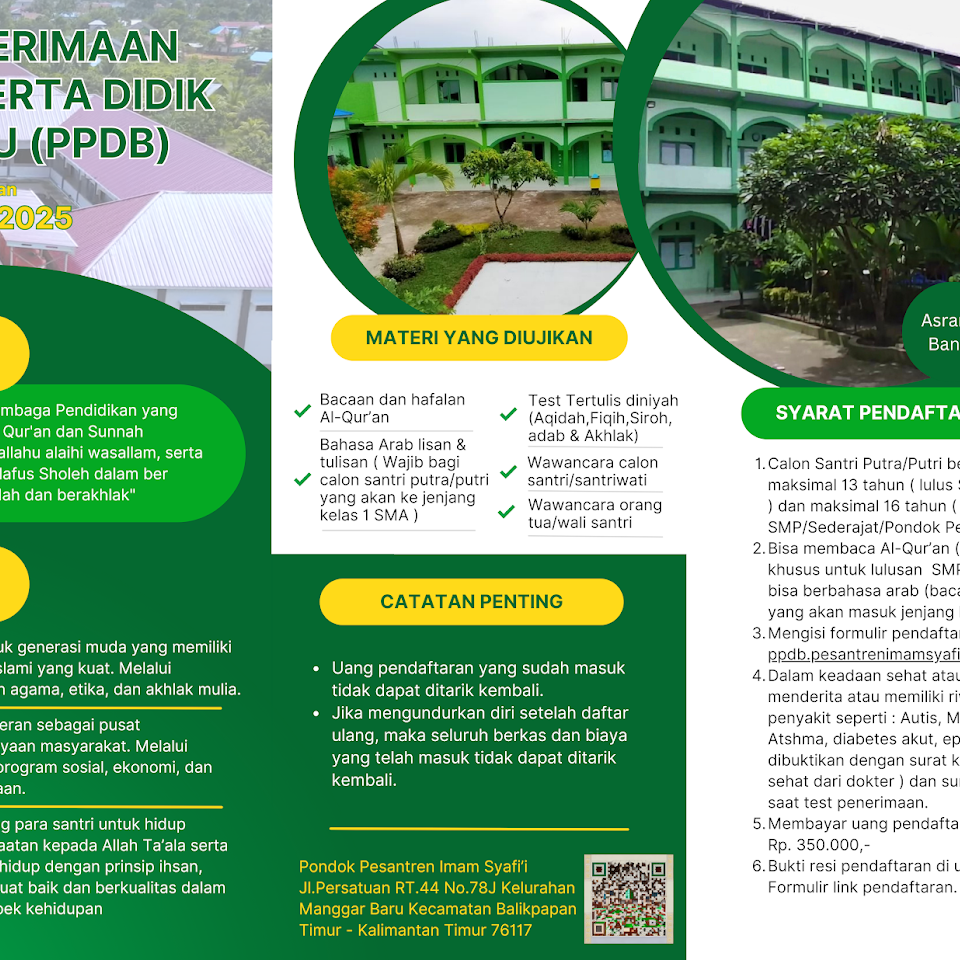 ERIMAAN
ERTA DIDIK
U (PPDB)
an
2025
mbaga Pendidikan yang
Qur'an dan Sunnah
allahu alaihi wasallam, serta
lafus Sholeh dalam ber
lah dan berakhlak"
uk generasi muda yang memiliki
slami yang kuat. Melalui
n agama, etika, dan akhlak mulia.
eran sebagai pusat
yaan masyarakat. Melalui
program sosial, ekonomi, dan
aan.
g para santri untuk hidup
aatan kepada Allah Ta'ala serta
hidup dengan prinsip ihsan,
uat baik dan berkualitas dalam
pek kehidupan
MATERI YANG DIUJIKAN
Bacaan dan hafalan
Al-Qur'an
Bahasa Arab lisan &
tulisan ( Wajib bagi
calon santri putra/putri
yang akan ke jenjang
kelas 1 SMA )
Test Tertulis diniyah
(Aqidah,Fiqih,Siroh,
adab & Akhlak)
Wawancara calon
santri/santriwati
Wawancara orang
tua/wali santri
CATATAN PENTING
• Uang pendaftaran yang sudah masuk
tidak dapat ditarik kembali.
• Jika mengundurkan diri setelah daftar
ulang, maka seluruh berkas dan biaya
yang telah masuk tidak dapat ditarik
kembali.
Pondok Pesantren Imam Syafi'i
Jl.Persatuan RT.44 No.78J Kelurahan
Manggar Baru Kecamatan Balikpapan
Timur - Kalimantan Timur 76117
Asra
Ban
SYARAT PENDAFTA
1. Calon Santri Putra/Putri be
maksimal 13 tahun ( lulus S
) dan maksimal 16 tahun (
SMP/Sederajat/Pondok Pe
2. Bisa membaca Al-Qur'an (
khusus untuk lulusan SMP
bisa berbahasa arab (baca
yang akan masuk jenjang
3. Mengisi formulir pendafta
ppdb.pesantrenimamsyafi
4. Dalam keadaan sehat atau
menderita atau memiliki riw
penyakit seperti : Autis, M
Atshma, diabetes akut, ep
dibuktikan dengan surat k
sehat dari dokter ) dan su
saat test penerimaan.
5. Membayar uang pendafta
Rp. 350.000,-
6. Bukti resi pendaftaran di u
Formulir link pendaftaran.